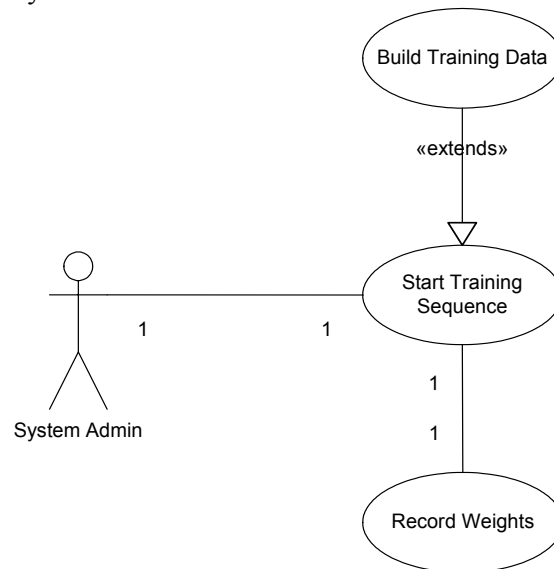 y
Build Training Data
«extends»
Start Training
Sequence
1
1
1
System Admin
1
Record Weights